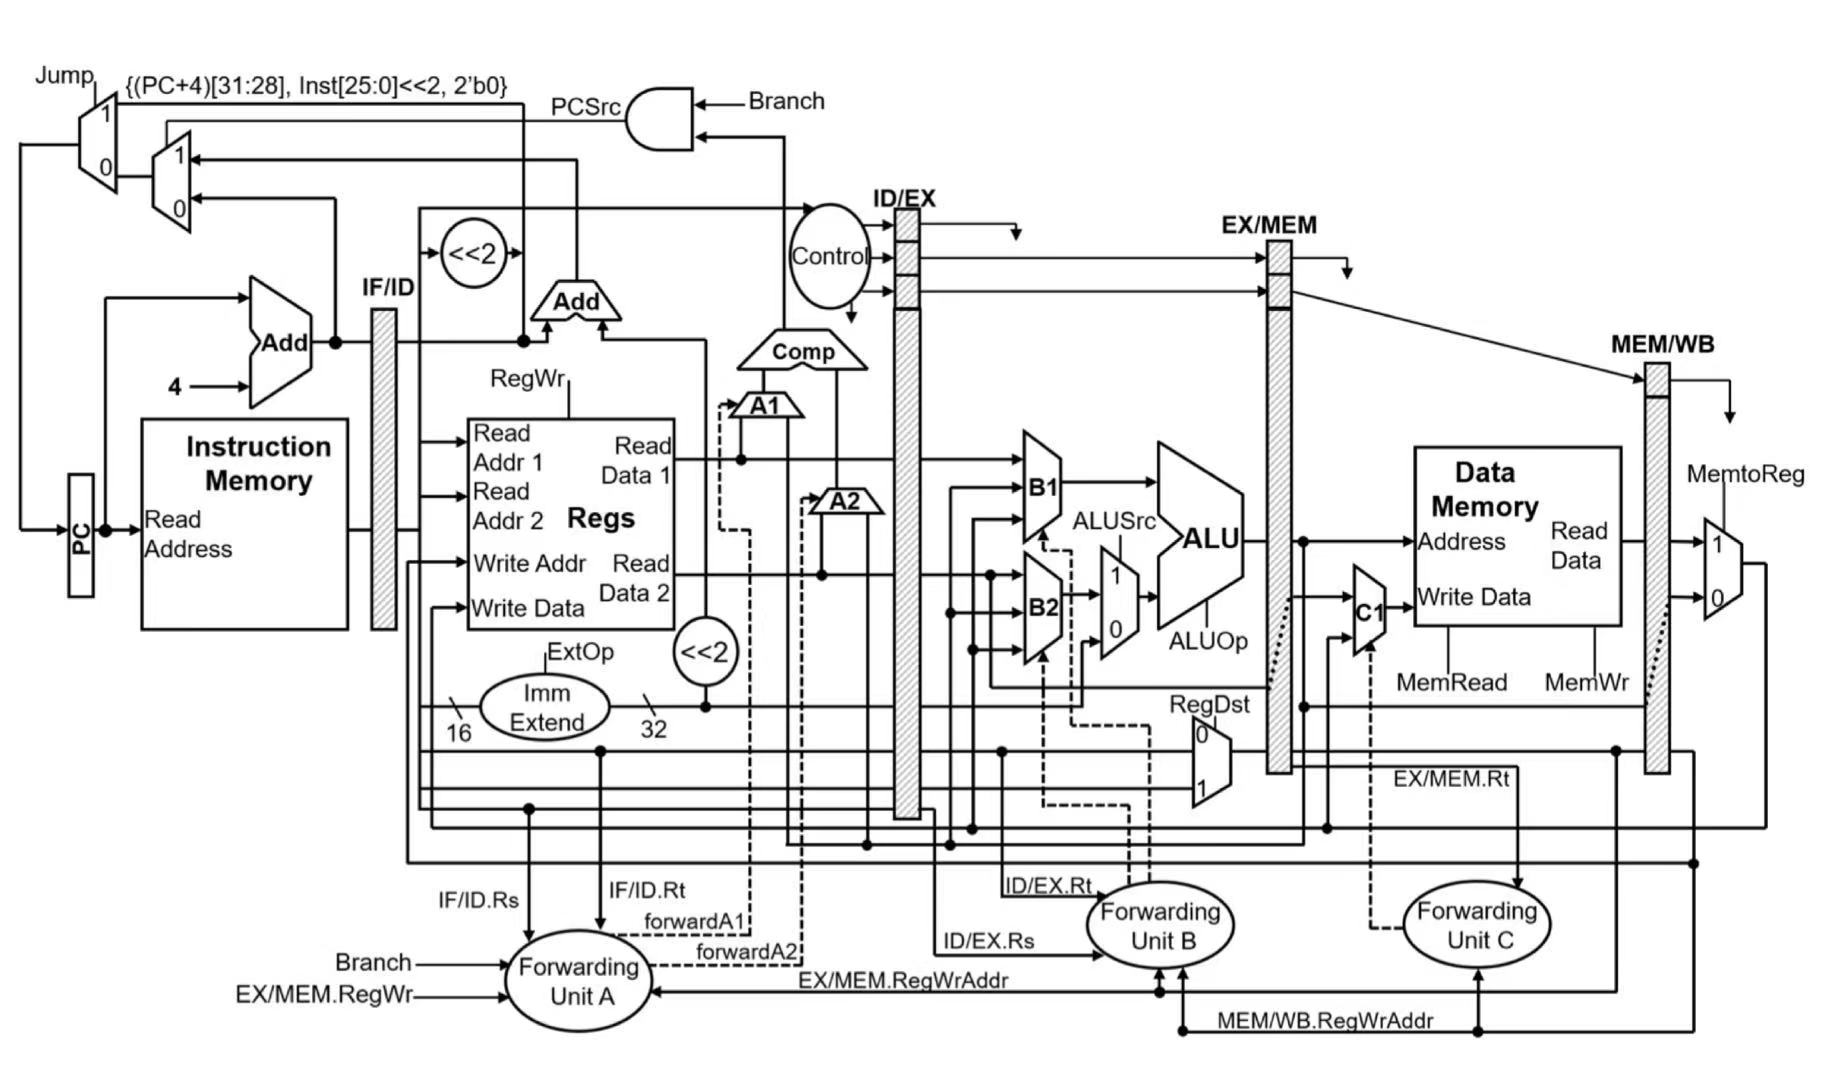 Jump
{(PC+4)[31:28], Inst[25:0]<<2, 2’b0}
PCSrc
Branch
1
0
1
0
ID/EX
EX/MEM
<<2
Control
IF/ID
Add
Add
4
Comp
MEM/WB
RegWr
A1
Instruction
Memory
Read
Address
PC
Read
Addr 1
Read
Addr 2
Write Addr
Write Data
Regs
Read
Data 1
Read
Data 2
A2
B1
B2
ALUSrc
1
0
ALU
ALUOp
Data
Memory
Address
Write Data
Read
Data
MemRead
MemWr
C1
MemtoReg
1
0
<<2
ExtOp
Imm
Extend
16
32
RegDst
0
1
EX/MEM.Rt
IF/ID.Rs
IF/ID.Rt
forwardA1
forwardA2
ID/EX.Rt
ID/EX.Rs
Forwarding
Unit B
Forwarding
Unit C
Branch
EX/MEM.RegWr
Forwarding
Unit A
EX/MEM.RegWrAddr
MEM/WB.RegWrAddr